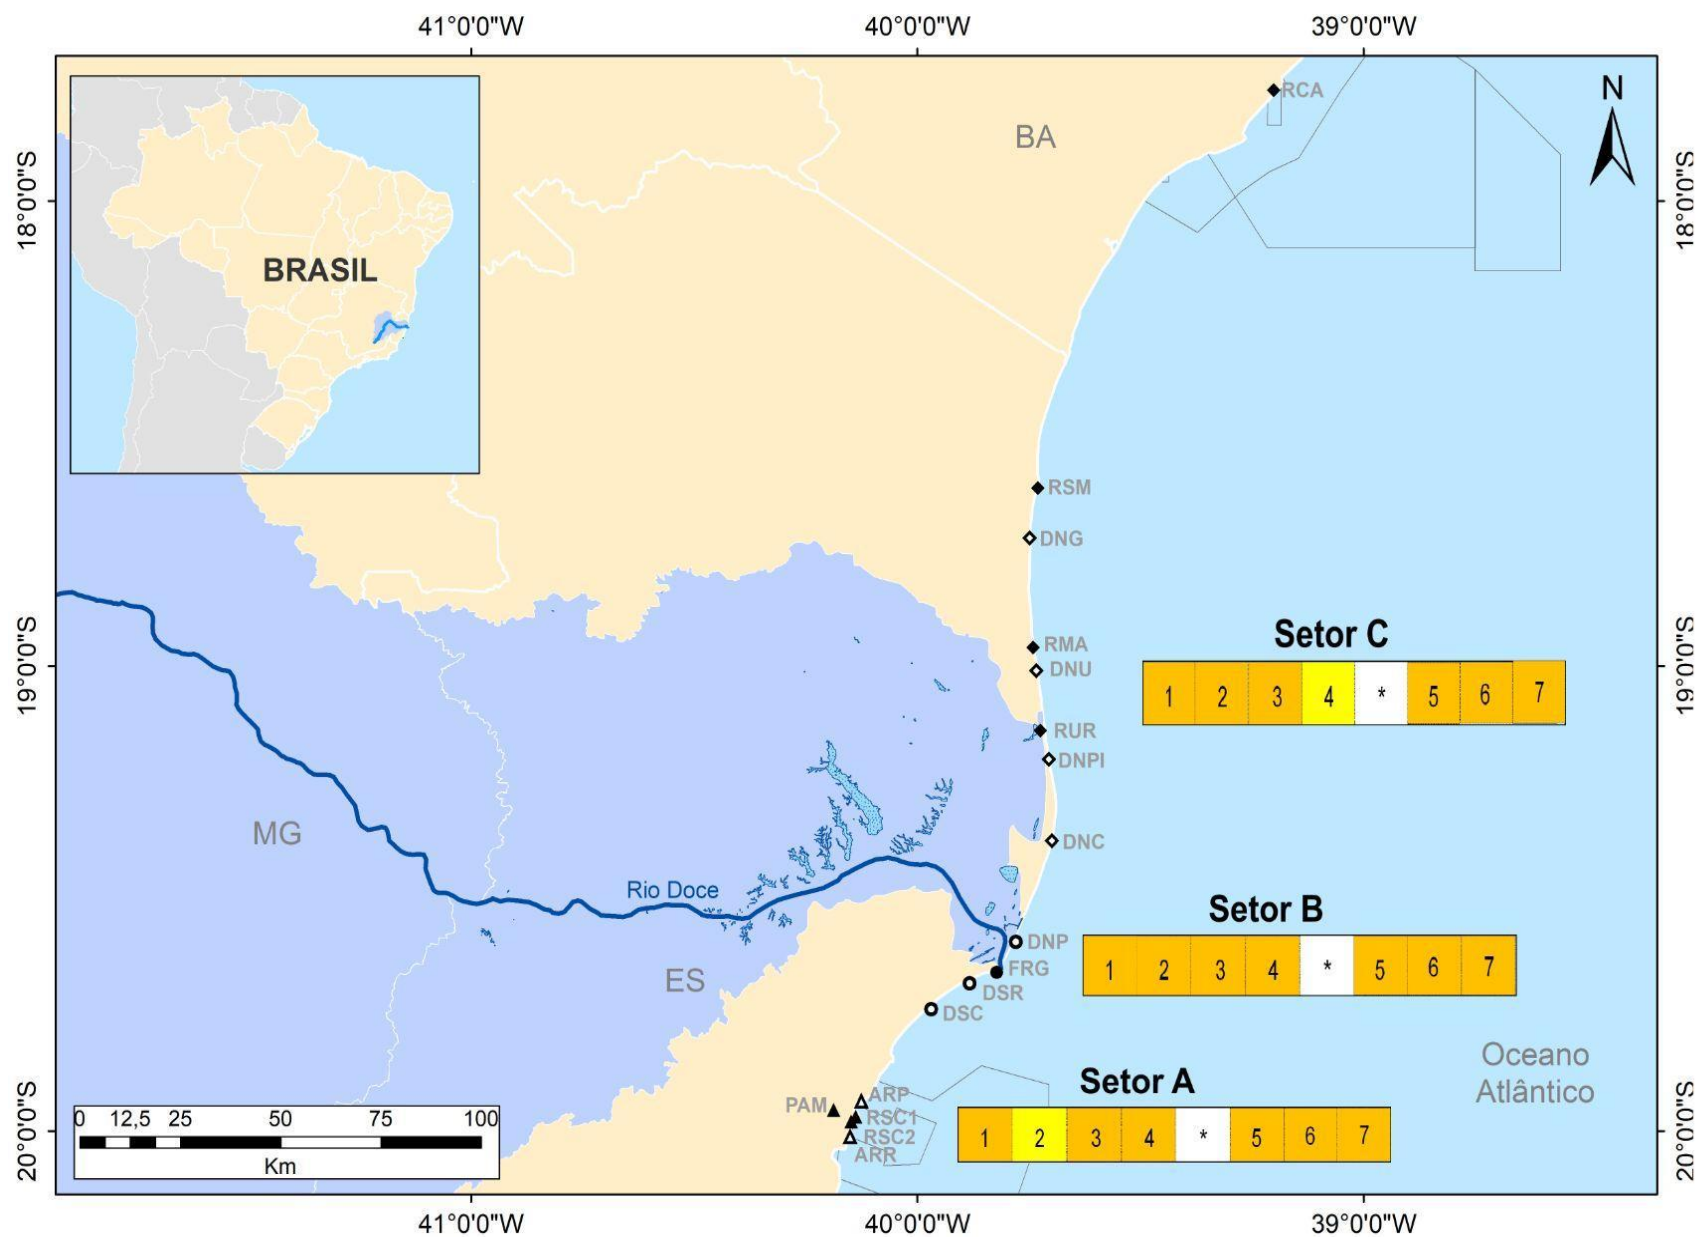 41°0'0"W
40°0'0"W
39°0'0"W
18°0'0"S
18°0'0"S
19°0'0"S
19°0'0"S
20°0'0"S
20°0'0"S
BRASIL
BA
N
RCA
RSM
DNG
RMA
DNU
RUR
DNPI
DNC
Setor C
1 2 3 4 * 5 6 7
MG
Rio Doce
ES
DNP
FRG
DSR
DSC
Setor B
1 2 3 4 * 5 6 7
Oceano
Atlântico
PAM
ARP
RSC1
RSC2
ARR
Setor A
1 2 3 4 * 5 6 7
0 12,5 25 50 75 100
Km
41°0'0"W
40°0'0"W
39°0'0"W